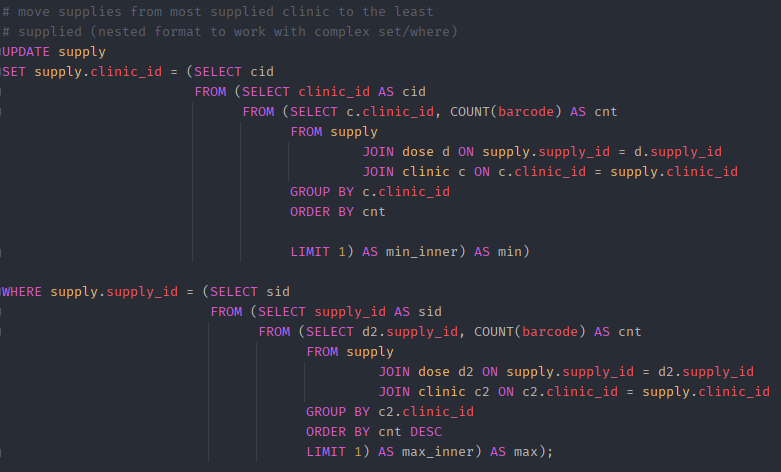 # move supplies from most supplied clinic to the least
# supplied (nested format to work with complex set/where)
UPDATE supply
SET supply.clinic_id = (SELECT cid
FROM (SELECT clinic_id AS cid
FROM (SELECT c.clinic_id, COUNT(barcode) AS cnt
FROM supply
JOIN dose d ON supply.supply_id = d.supply_id
JOIN clinic c ON c.clinic_id = supply.clinic_id
GROUP BY c.clinic_id
ORDER BY cnt
LIMIT 1) AS min_inner) AS min)
WHERE supply.supply_id = (SELECT sid
FROM (SELECT supply_id AS sid
FROM (SELECT d2.supply_id, COUNT(barcode) AS cnt
FROM supply
JOIN dose d2 ON supply.supply_id = d2.supply_id
JOIN clinic c2 ON c2.clinic_id = supply.clinic_id
GROUP BY c2.clinic_id
ORDER BY cnt DESC
LIMIT 1) AS max_inner) AS max);